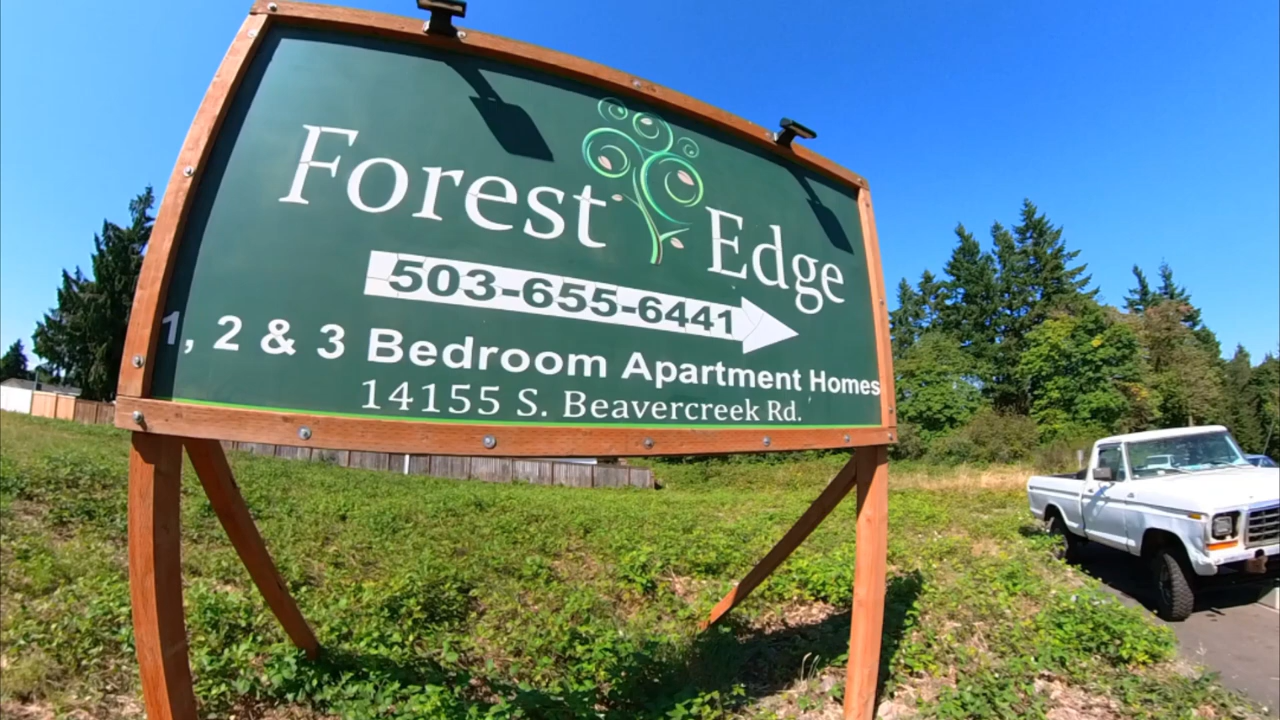 Forest Edge
503-655-6441
1, 2 & 3 Bedroom Apartment Homes
14155 S. Beavercreek Rd.